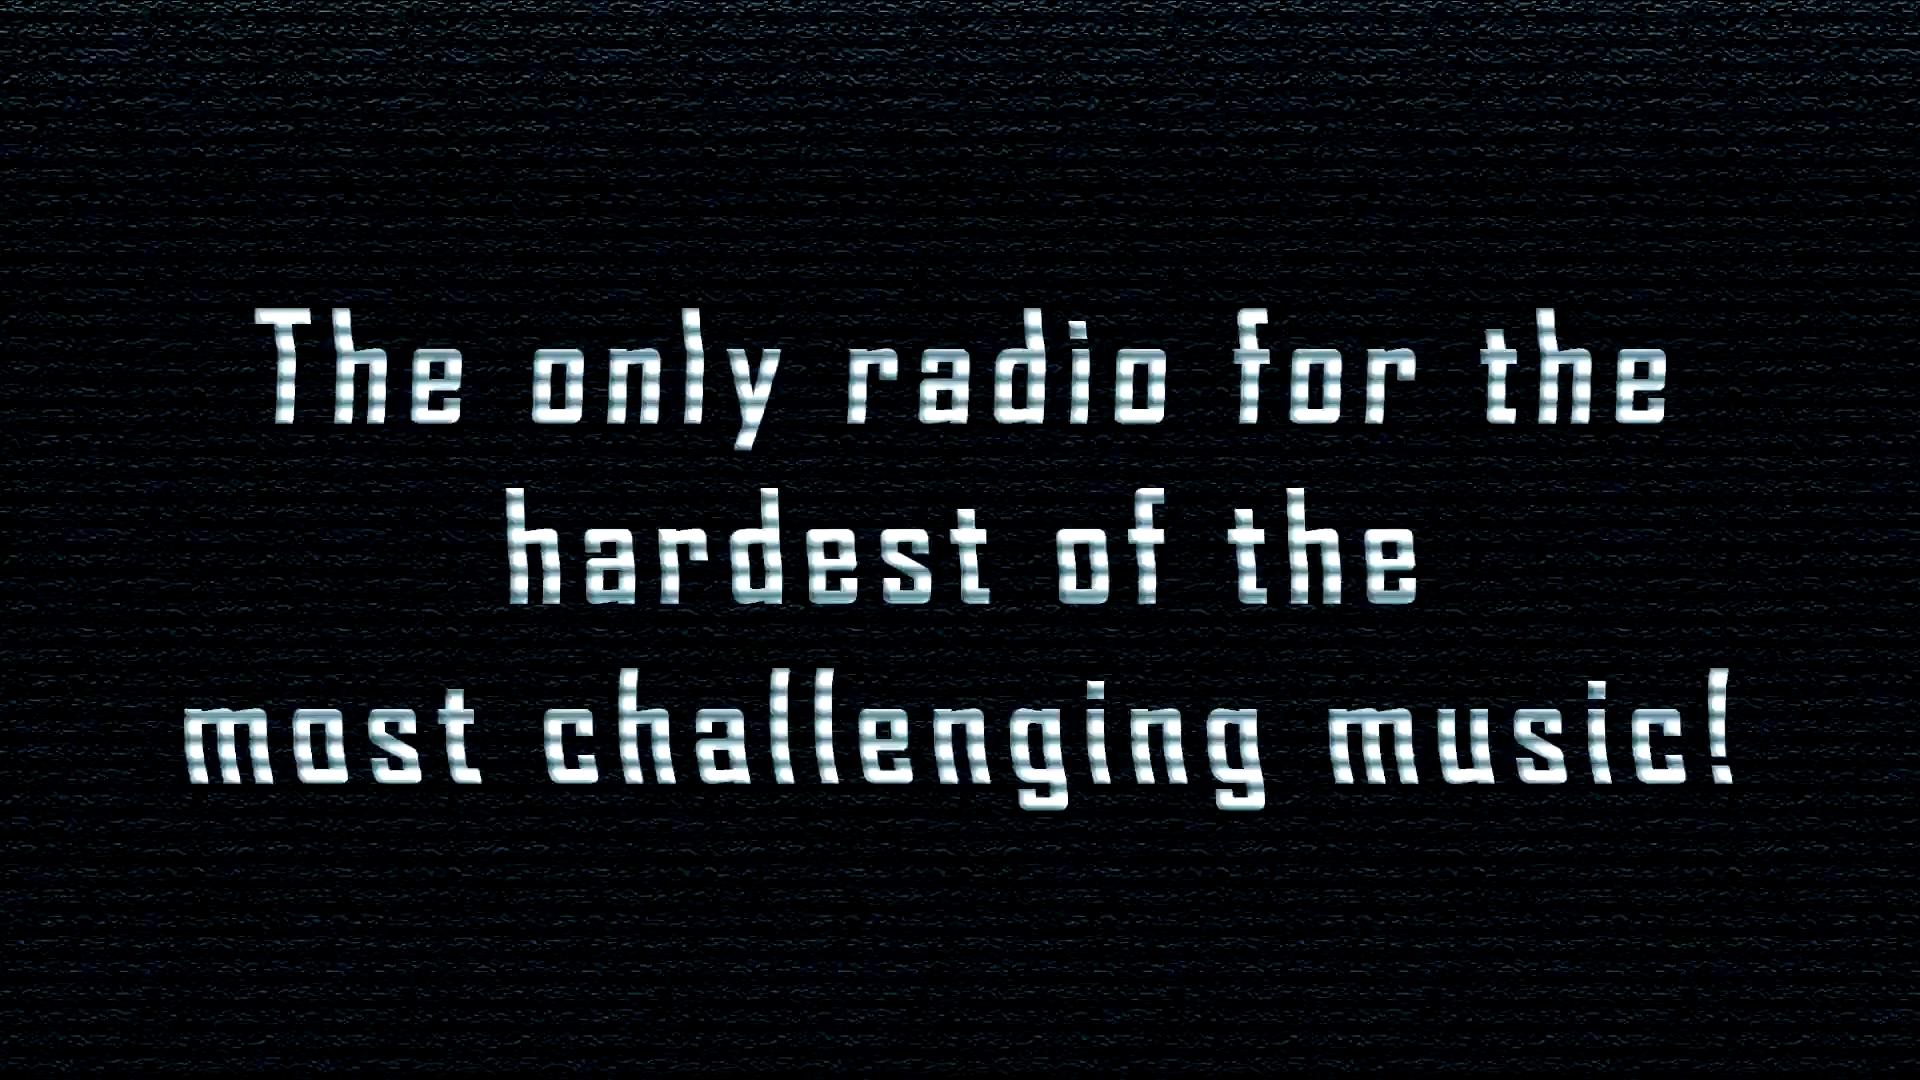 The only radio for the
hardest of the
most challenging music!